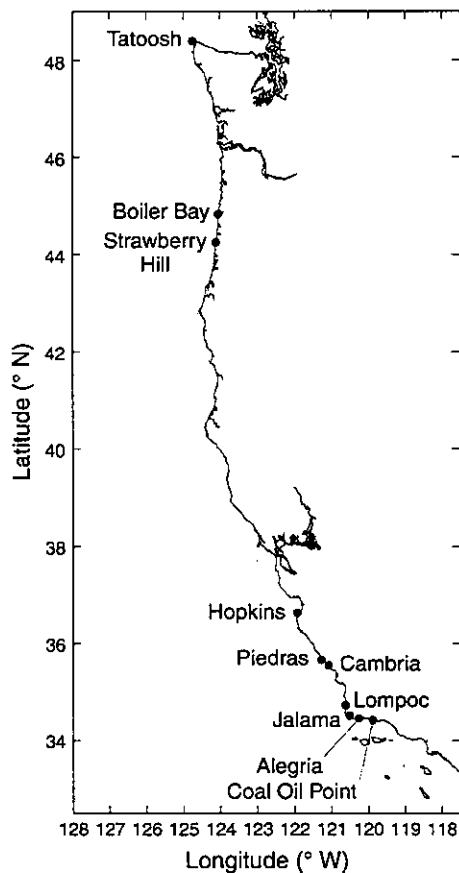 48
Tatoosh
46
Boiler Bay
Strawberry
Hill
44
42
Latitude (° N)
40
38
Hopkins
36
Piedras
Cambria
Lompoc
Jalama
34
Alegria
Coal Oil Point
128 127 126 125 124 123 122 121 120 119 118
Longitude (° W)